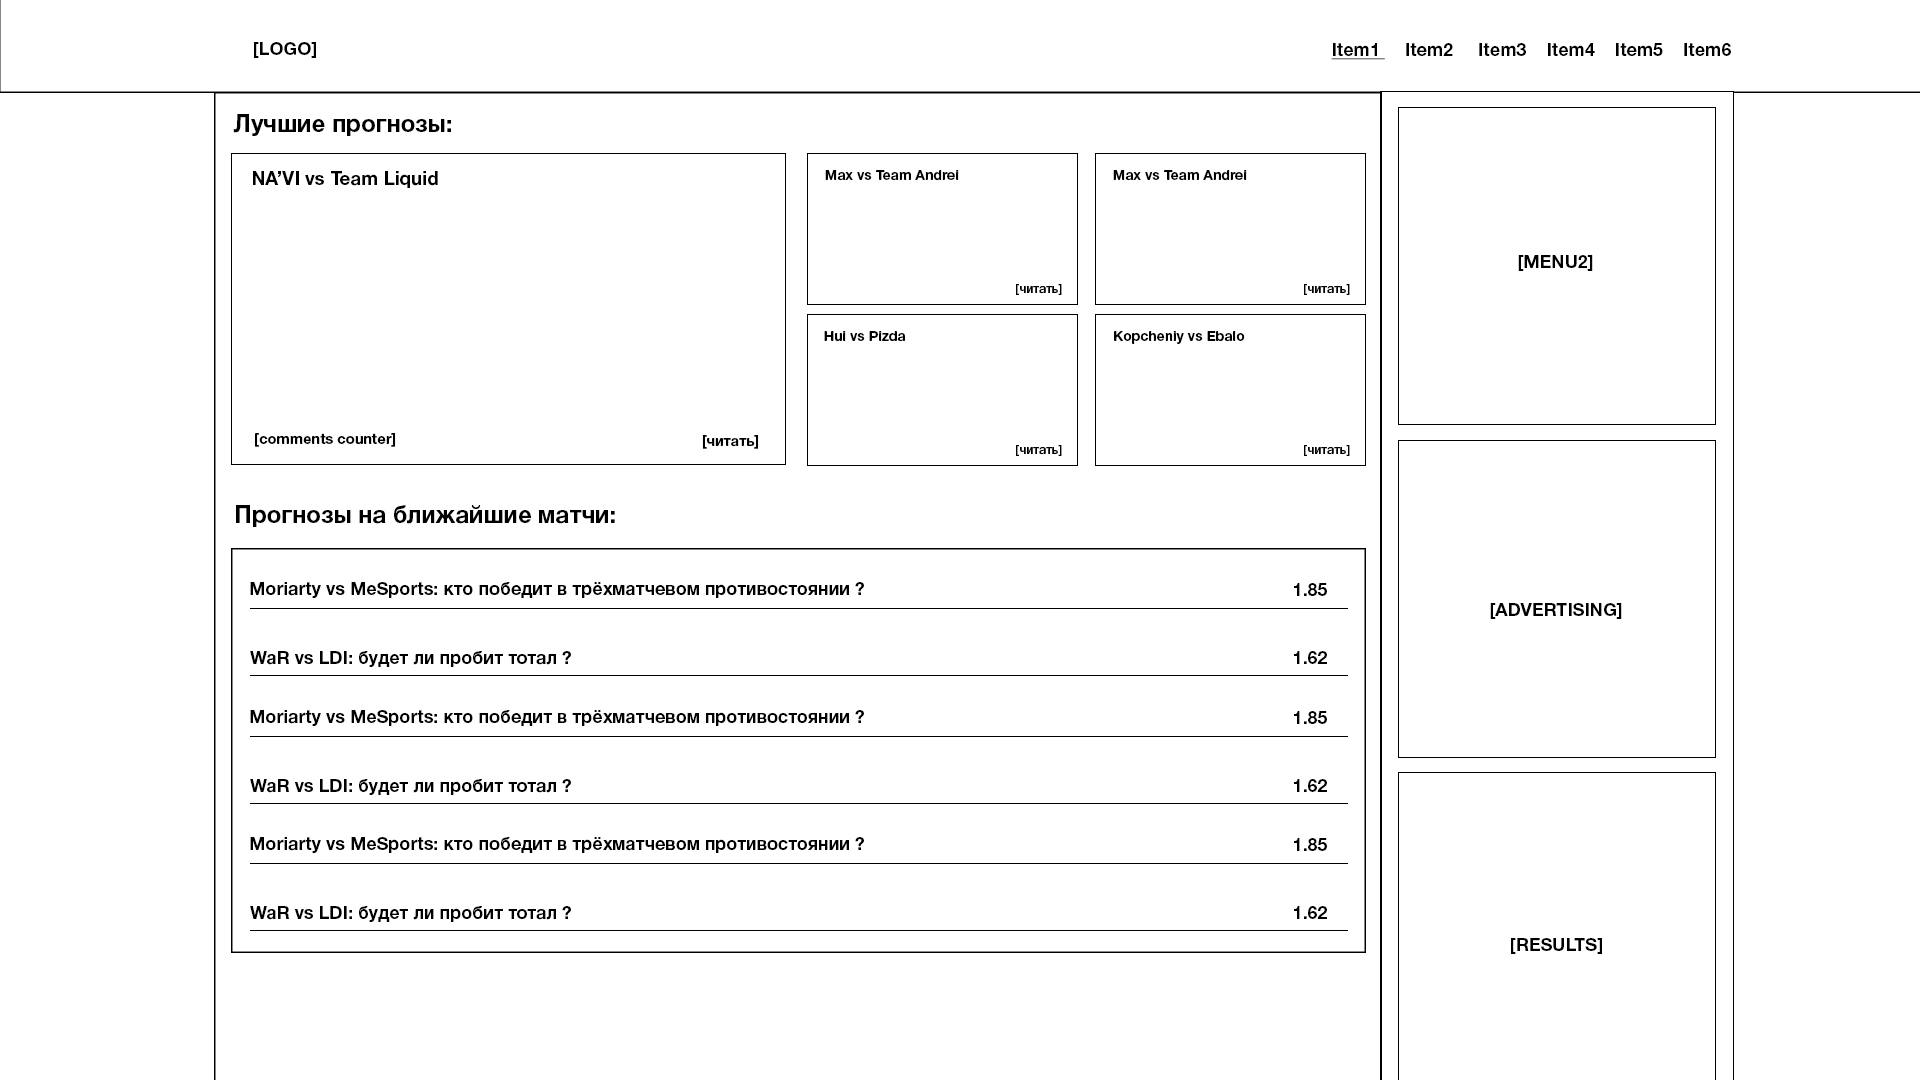 [LOGO]
Item1 Item2 Item3 Item4 Item5 Item6
Лучшие прогнозы:
NA’VI vs Team Liquid
[comments counter]
[читать]
Max vs Team Andrei
[читать]
Max vs Team Andrei
[читать]
Hui vs Pizda
[читать]
Kopcheniy vs Ebalo
[читать]
Прогнозы на ближайшие матчи:
Moriarty vs MeSports: кто победит в трёхматчевом противостоянии ? 1.85
WaR vs LDI: будет ли пробит тотал ? 1.62
Moriarty vs MeSports: кто победит в трёхматчевом противостоянии ? 1.85
WaR vs LDI: будет ли пробит тотал ? 1.62
Moriarty vs MeSports: кто победит в трёхматчевом противостоянии ? 1.85
WaR vs LDI: будет ли пробит тотал ? 1.62
[MENU2]
[ADVERTISING]
[RESULTS]